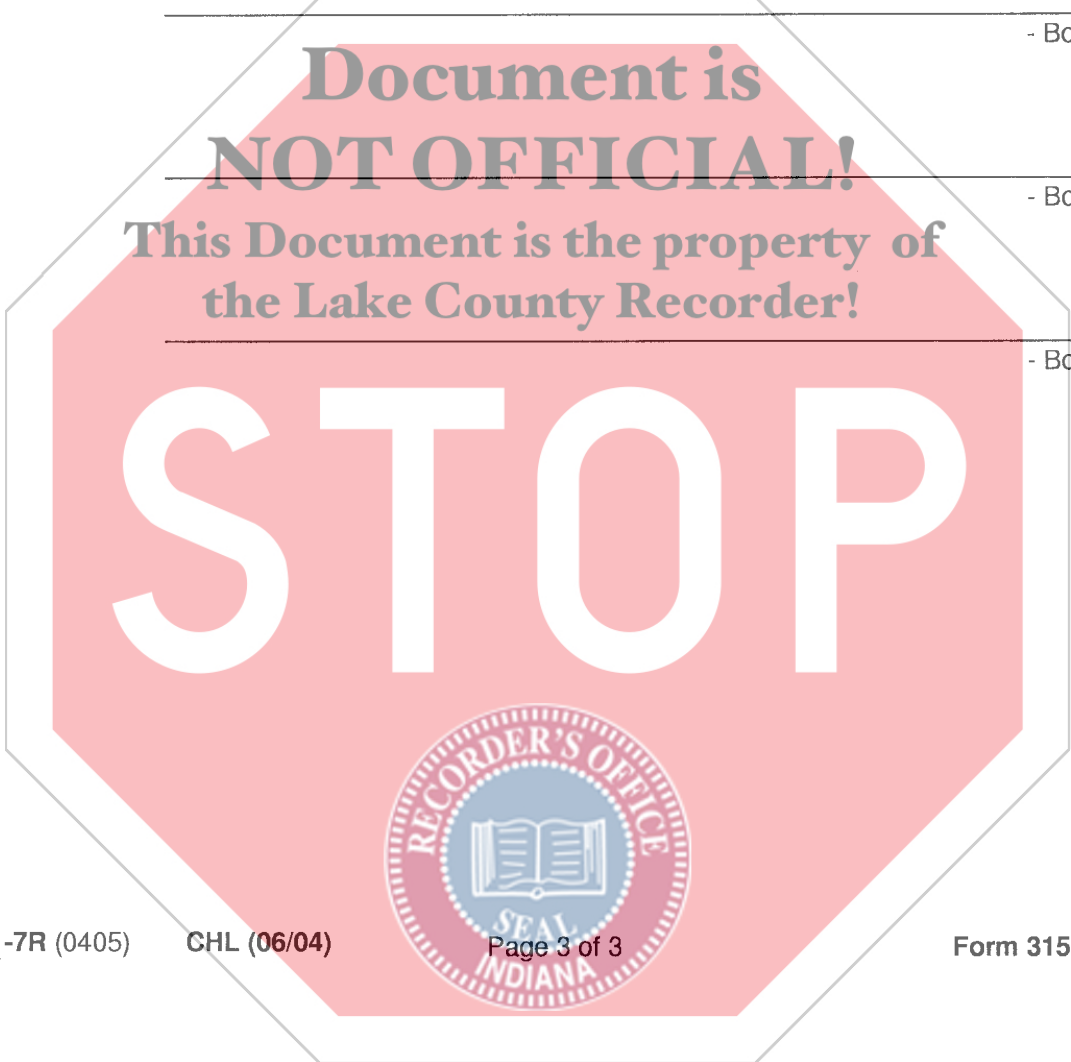 - Bo
Document is
NOT OFFICIAL!
- Bo
This Document is the property of
the Lake County Recorder!
- Bo
STOP
RECORDER'S OFFICE
SEAL
INDIANA
-7R (0405) CHL (06/04) Page 3 of 3 Form 315